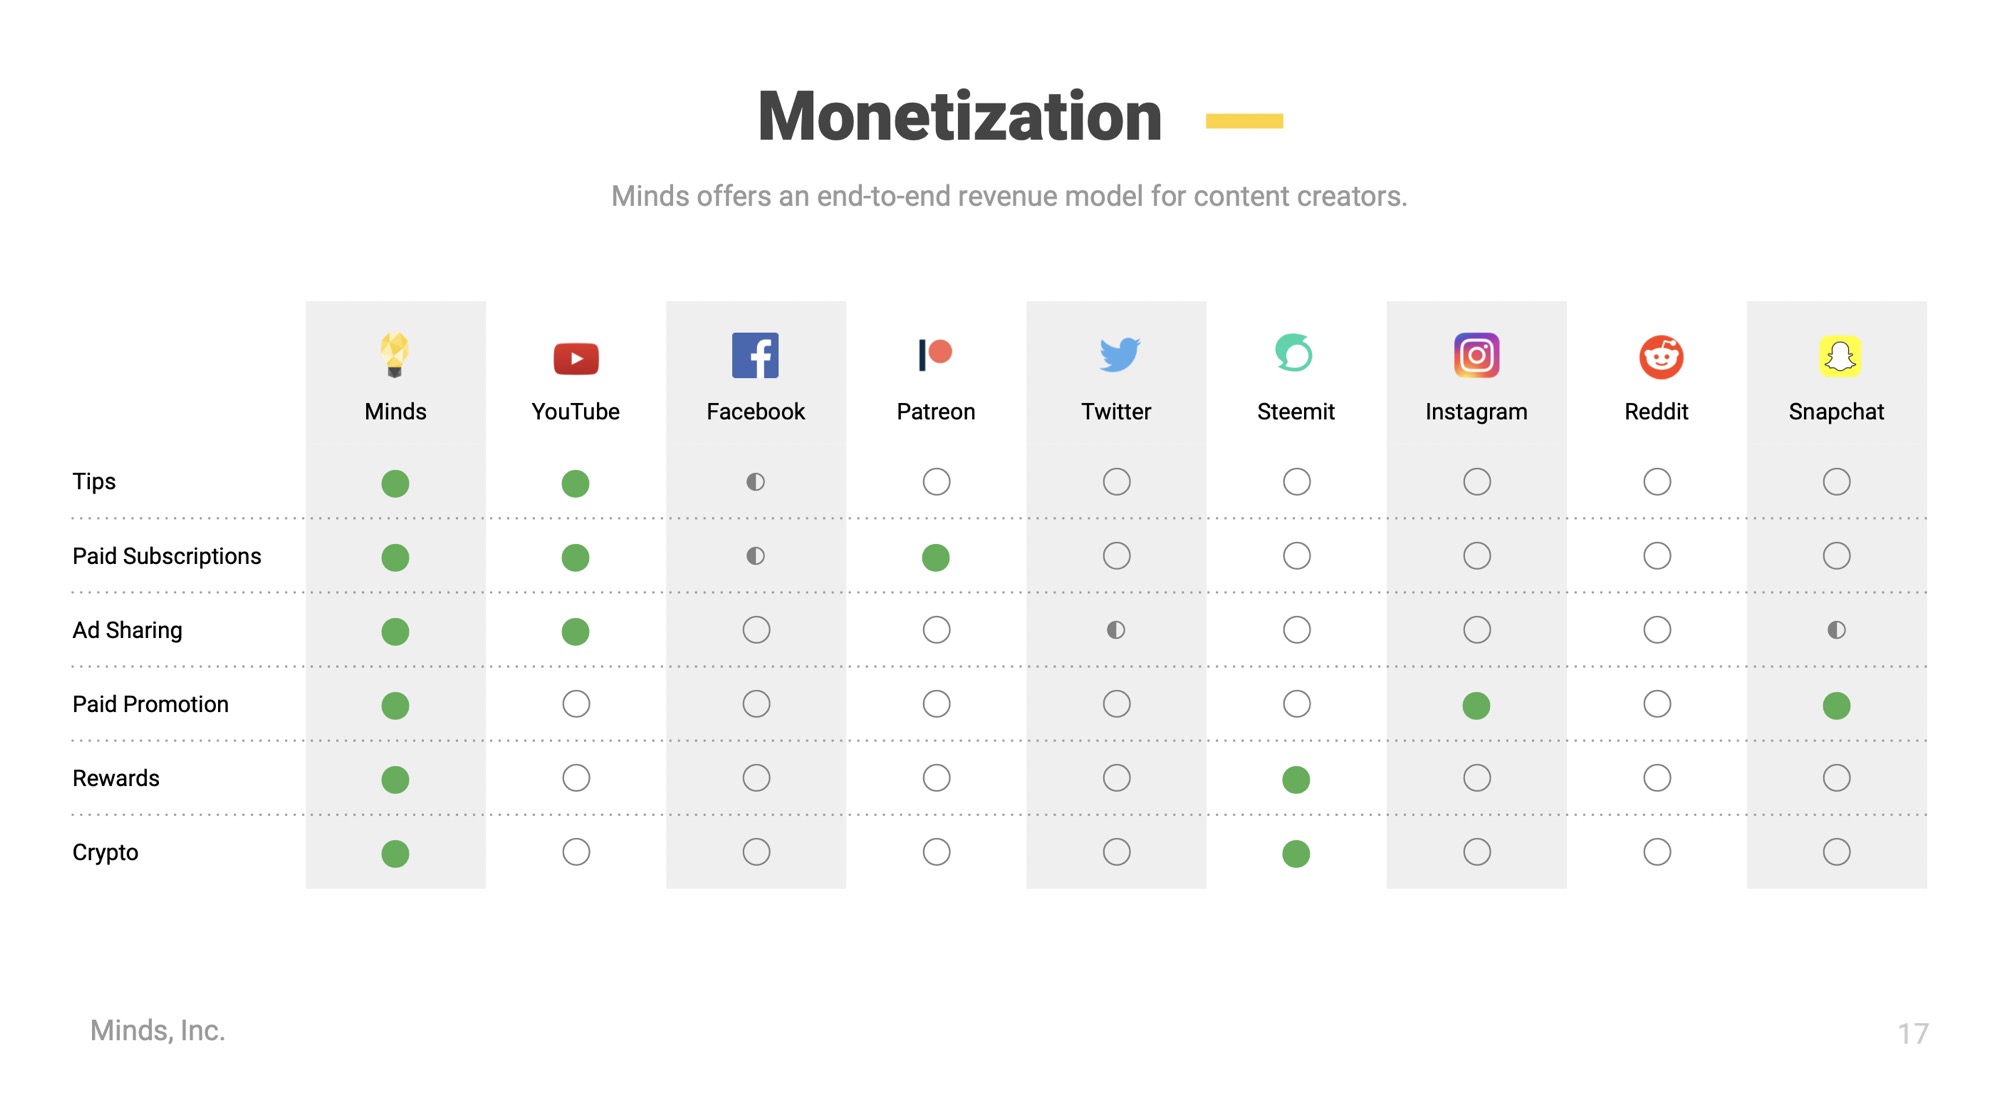 Monetization
Minds offers an end-to-end revenue model for content creators.
Minds YouTube Facebook Patreon Twitter Steemit Instagram Reddit Snapchat
Tips
Paid Subscriptions
Ad Sharing
Paid Promotion
Rewards
Crypto
Minds, Inc.
17